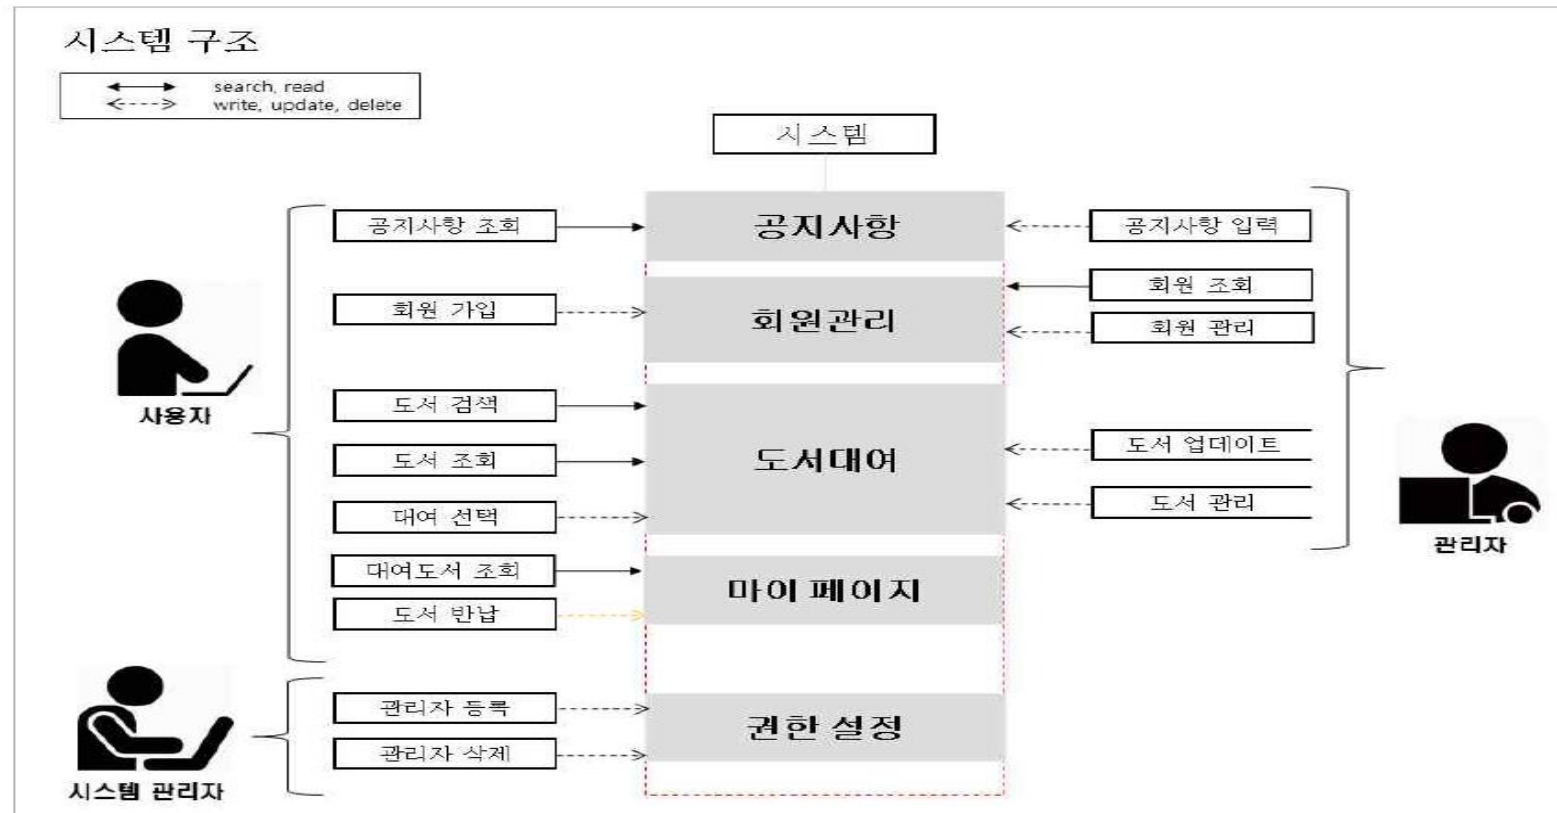 시스템 구조
search, read
write, update, delete
시스템
공지사항 조회
공지사항
공지사항 입력
회원 조회
회원 가입
회원관리
회원 관리
사용자
도서 검색
도서 조회
도서대여
도서 업데이트
대여 선택
도서 관리
관리자
대여도서 조회
마이 페이지
도서 반납
관리자 등록
권한 설정
관리자 삭제
시스템 관리자